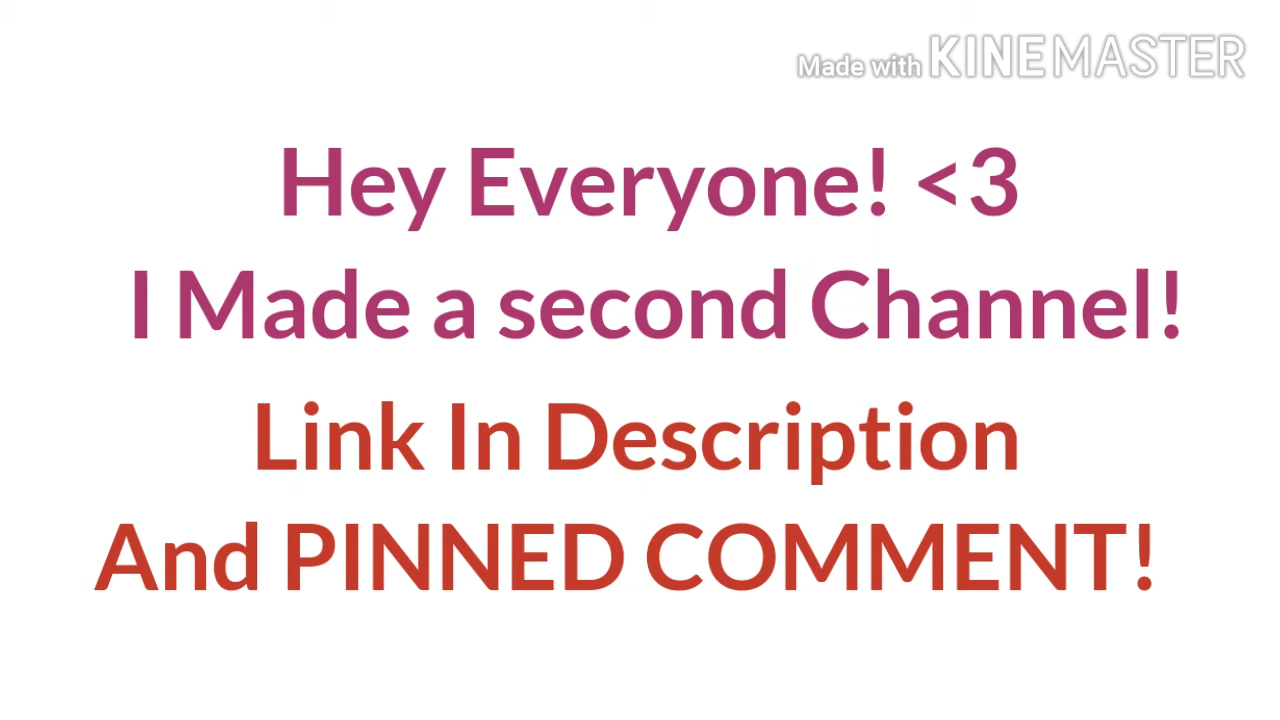 Made with KINEMASTER
Hey Everyone! <3
I Made a second Channel!
Link In Description
And PINNED COMMENT!